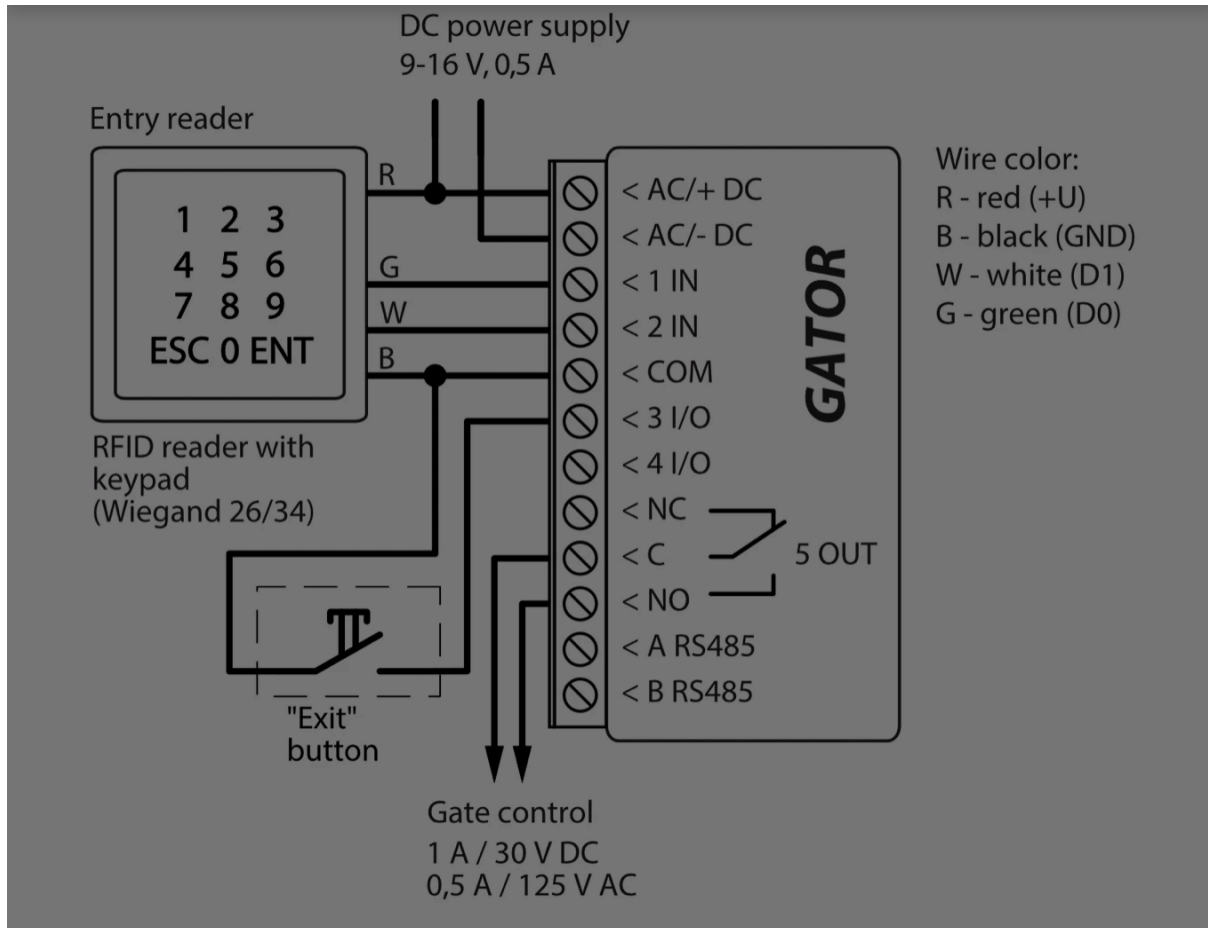 DC power supply
9-16 V, 0,5 A
Entry reader
1 2 3
4 5 6
7 8 9
ESC 0 ENT
R
G
W
B
RFID reader with
keypad
(Wiegand 26/34)
"Exit"
button
< AC/+ DC
< AC/- DC
< 1 IN
< 2 IN
< COM
< 3 I/O
< 4 I/O
< NC
< C
< NO
< A RS485
< B RS485
5 OUT
GATOR
Wire color:
R - red (+U)
B - black (GND)
W - white (D1)
G - green (D0)
Gate control
1 A / 30 V DC
0,5 A / 125 V AC